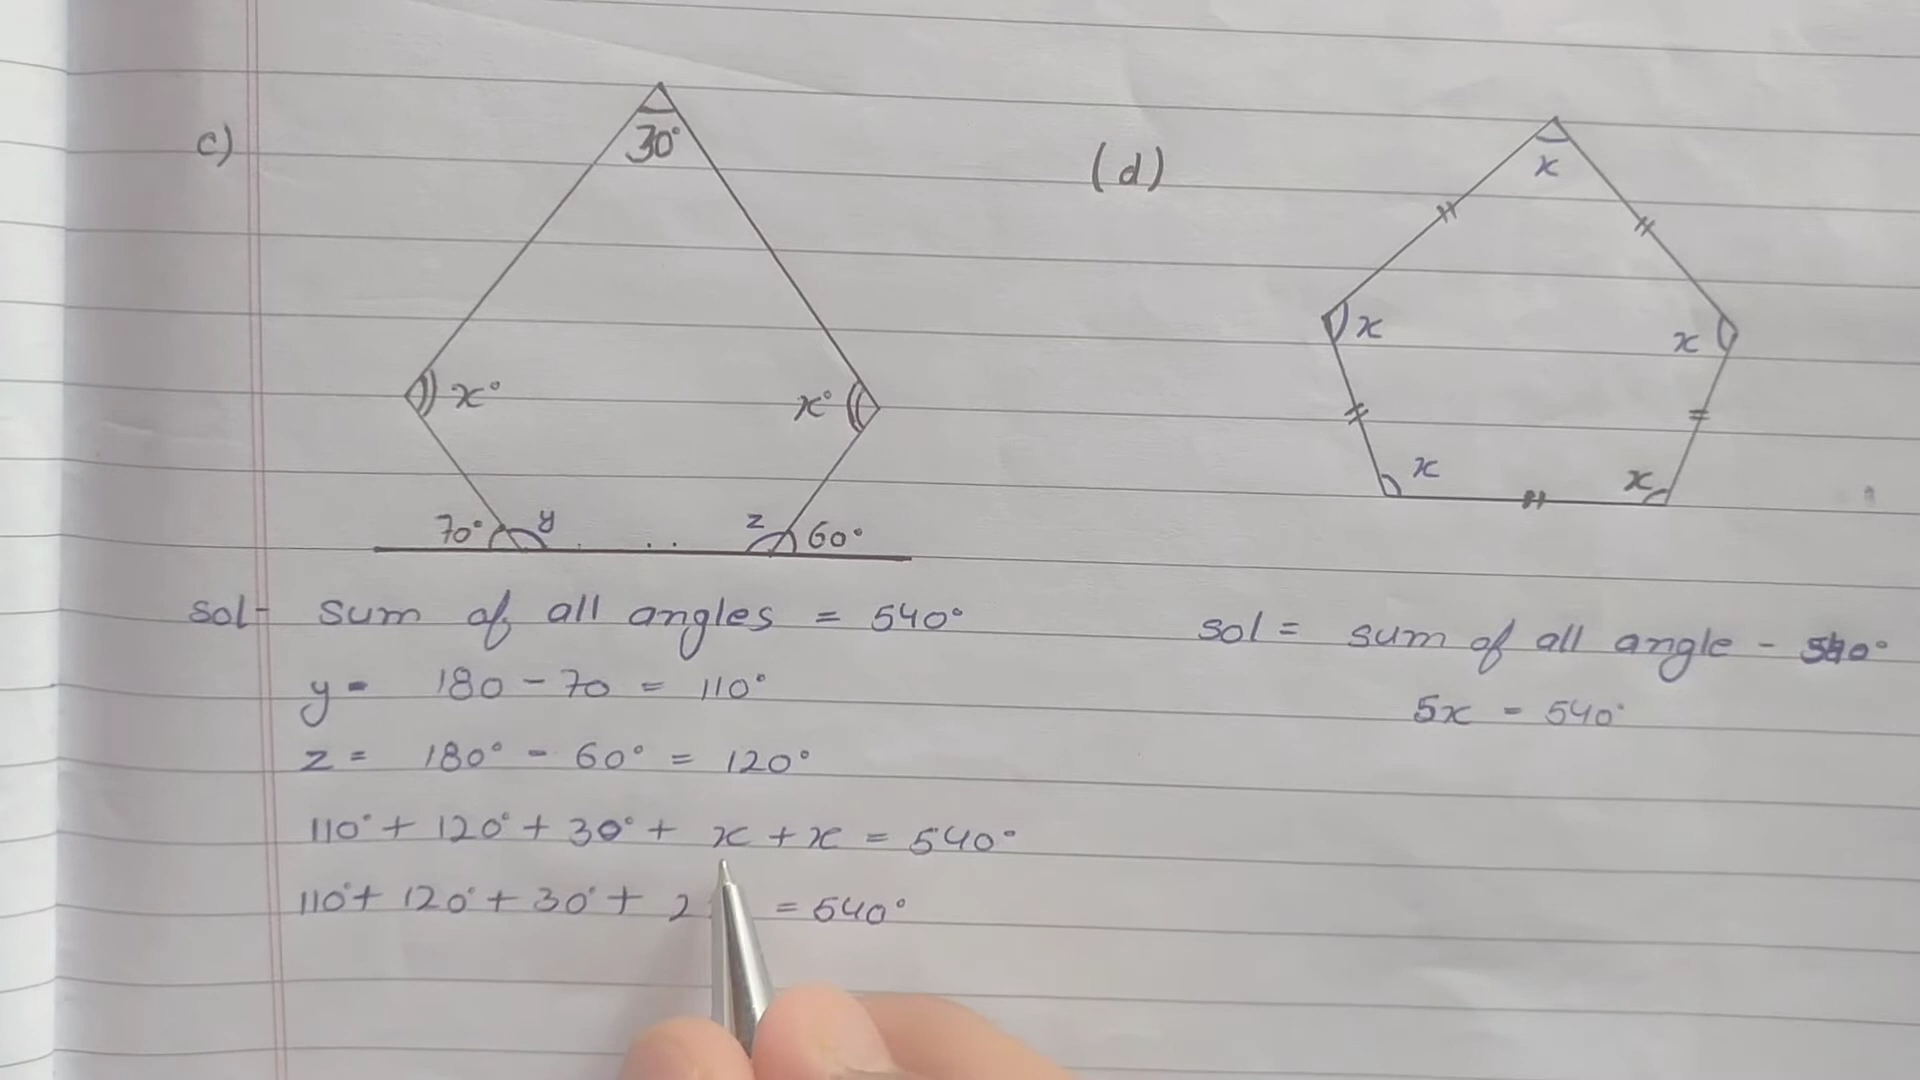 c)
30°
x°
x°
70°
y
z
60°
sol- sum of all angles = 540°
y = 180 - 70 = 110°
z = 180° - 60° = 120°
110° + 120° + 30° + x + x = 540°
110° + 120° + 30° + 2 = 540°
(d)
x
x
x
x
x
sol = sum of all angle - 540°
5x = 540°